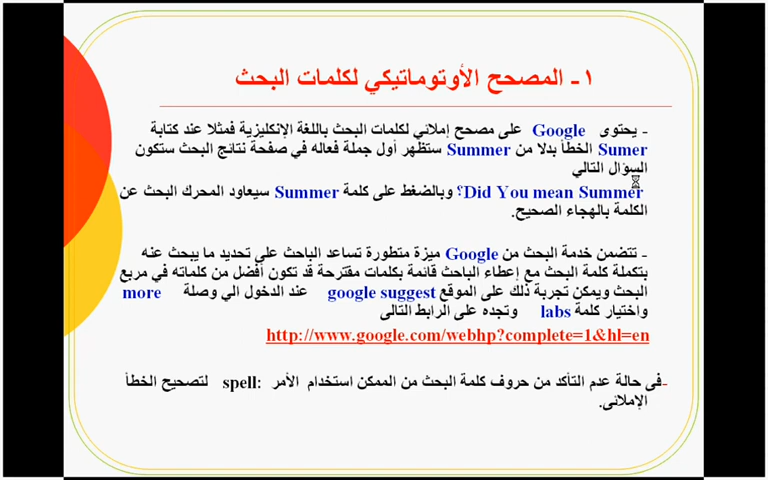 ١- المصحح الأوتوماتيكي لكلمات البحث
- يحتوى Google على مصحح إملائي لكلمات البحث باللغة الإنكليزية فمثلا عند كتابة
Sumer الخطأ بدلا من Summer ستظهر أول جملة فعاله في صفحة نتائج البحث ستكون
السؤال التالي
Did You mean Summer؟ وبالضغط على كلمة Summer سيعاود المحرك البحث عن
الكلمة بالهجاء الصحيح.
- تتضمن خدمة البحث من Google ميزة متطورة تساعد الباحث على تحديد ما يبحث عنه
بتكملة كلمة البحث مع إعطاء الباحث قائمة بكلمات مقترحة قد تكون أفضل من كلماته في مربع
البحث ويمكن تجربة ذلك على الموقع google suggest عند الدخول الي وصلة more
واختيار كلمة labs وتجده على الرابط التالى
http://www.google.com/webhp?complete=1&hl=en
-فى حالة عدم التأكد من حروف كلمة البحث من الممكن استخدام الأمر spell: لتصحيح الخطأ
الإملائى.